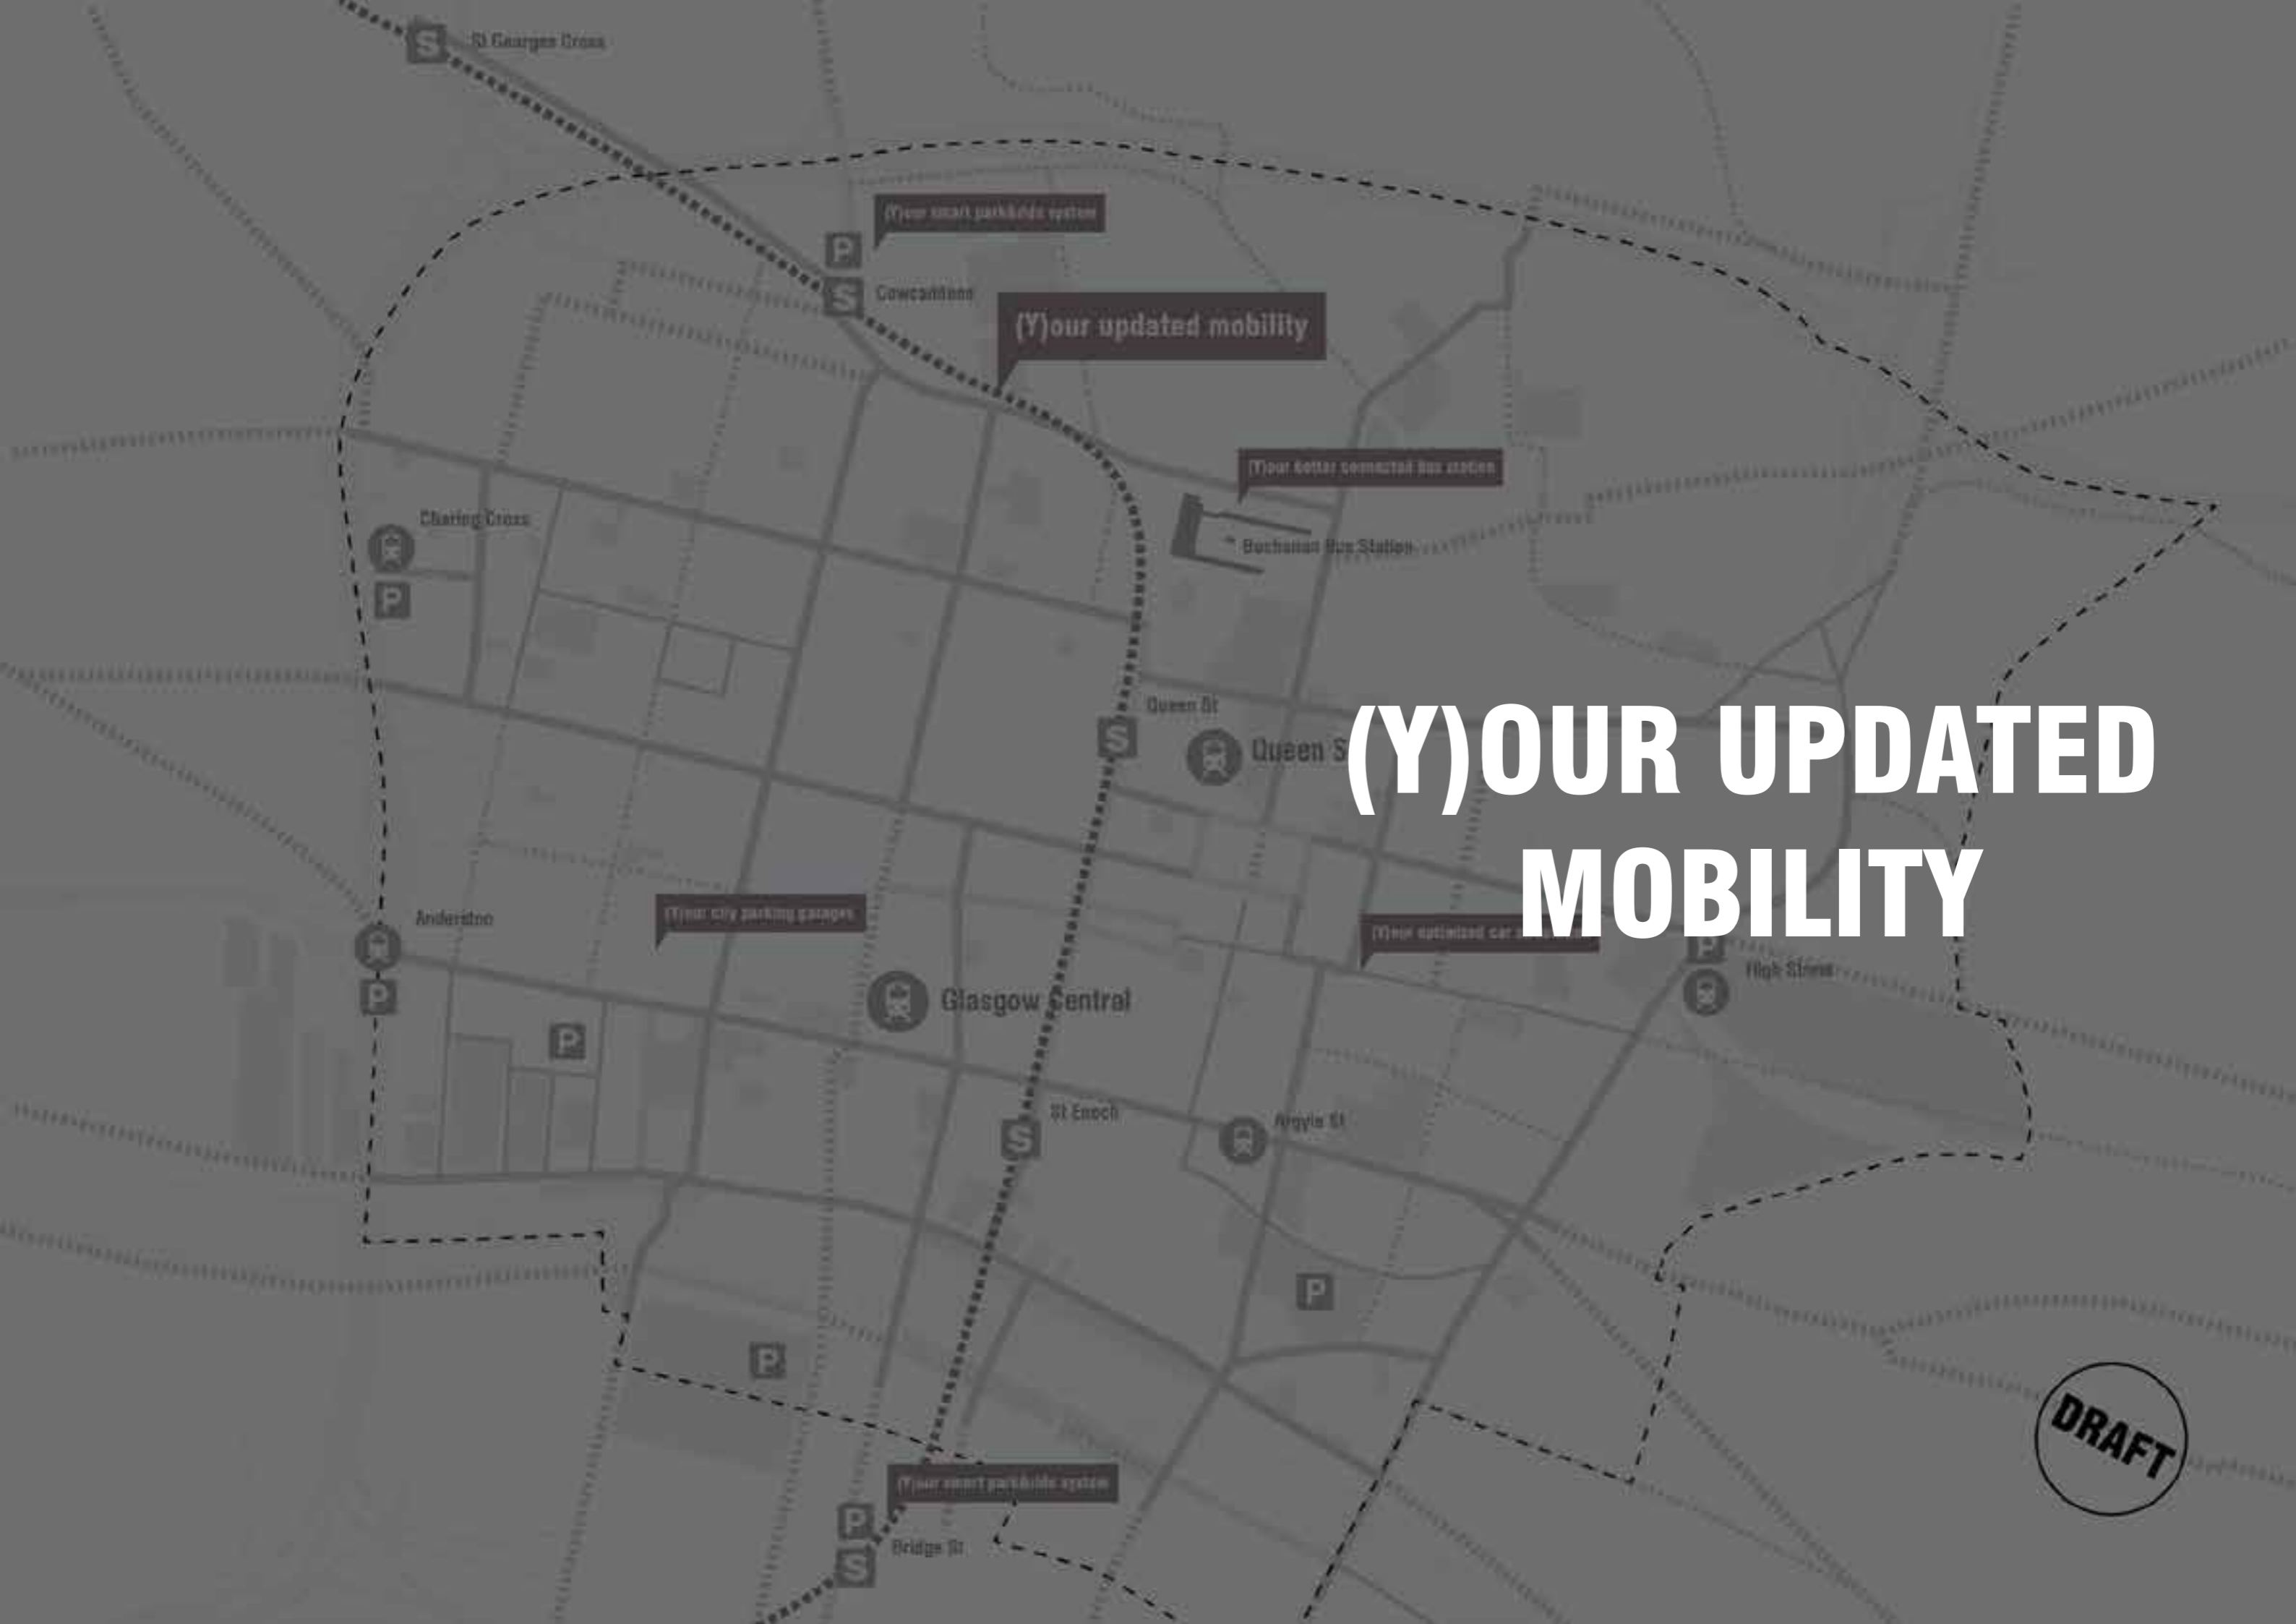 S St Georges Cross
(Y)our smart park&ride system
P
S Cowcaddens
(Y)our updated mobility
(Y)our better connected bus station
Charing Cross
Buchanan Bus Station
P
Queen St
S
Queen S
(Y)OUR UPDATED
MOBILITY
(Y)our city parking garages
Anderston
(Y)our optimized car
P
High Street
P
Glasgow Central
P
St Enoch
S
Argyle St
P
P
DRAFT
(Y)our smart park&ride system
P
Bridge St
S